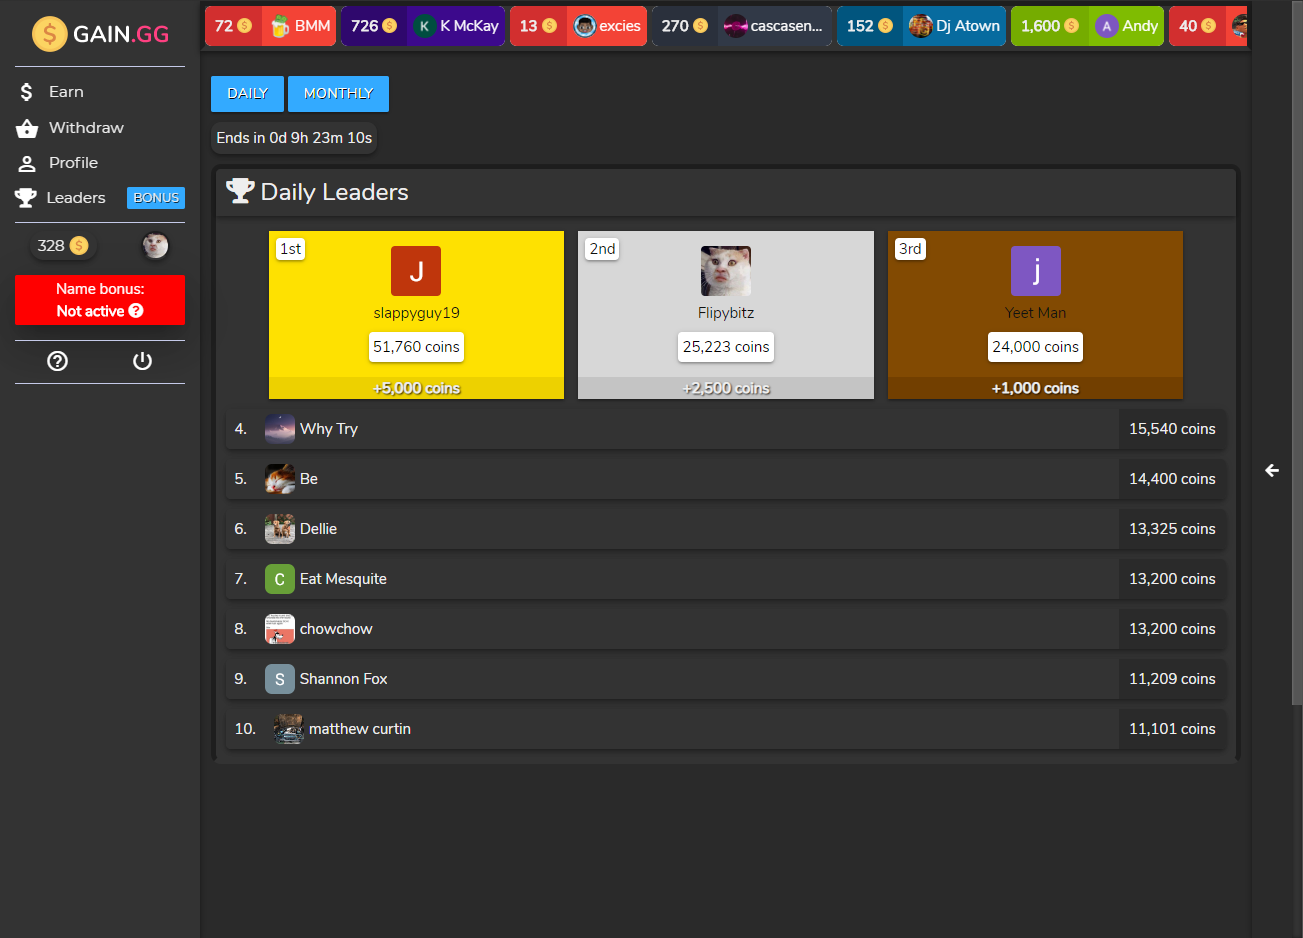 GAIN.GG
Earn
Withdraw
Profile
Leaders BONUS
328
Name bonus:
Not active
72 BMM
726 K K McKay
13 excies
270 cascasen...
152 Dj Atown
1,600 A Andy
40
DAILY
MONTHLY
Ends in 0d 9h 23m 10s
Daily Leaders
1st
J
slappyguy19
51,760 coins
+5,000 coins
2nd
Flipybitz
25,223 coins
+2,500 coins
3rd
j
Yeet Man
24,000 coins
+1,000 coins
4. Why Try 15,540 coins
5. Be 14,400 coins
6. Dellie 13,325 coins
7. C Eat Mesquite 13,200 coins
8. chowchow 13,200 coins
9. S Shannon Fox 11,209 coins
10. matthew curtin 11,101 coins